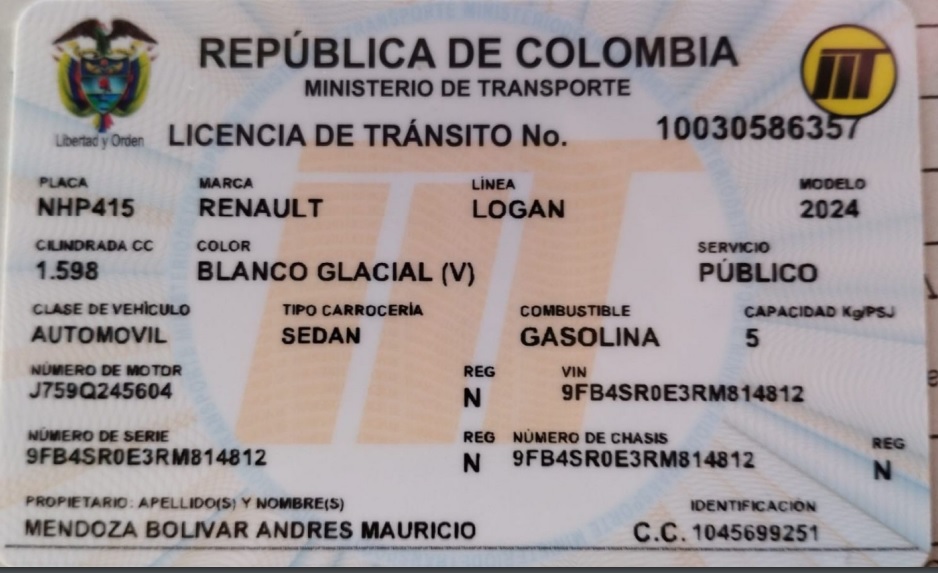 REPÚBLICA DE COLOMBIA
MINISTERIO DE TRANSPORTE
Libertad y Orden
LICENCIA DE TRÁNSITO No. 10030586357
PLACA MARCA LÍNEA MODELO
NHP415 RENAULT LOGAN 2024
CILINDRADA CC COLOR SERVICIO
1.598 BLANCO GLACIAL (V) PÚBLICO
CLASE DE VEHÍCULO TIPO CARROCERÍA COMBUSTIBLE CAPACIDAD Kg/PSJ
AUTOMOVIL SEDAN GASOLINA 5
NÚMERO DE MOTOR REG VIN
J759Q245604 N 9FB4SR0E3RM814812
NÚMERO DE SERIE REG NÚMERO DE CHASIS REG
9FB4SR0E3RM814812 N 9FB4SR0E3RM814812 N
PROPIETARIO: APELLIDO(S) Y NOMBRE(S) IDENTIFICACIÓN
MENDOZA BOLIVAR ANDRES MAURICIO C.C. 1045699251